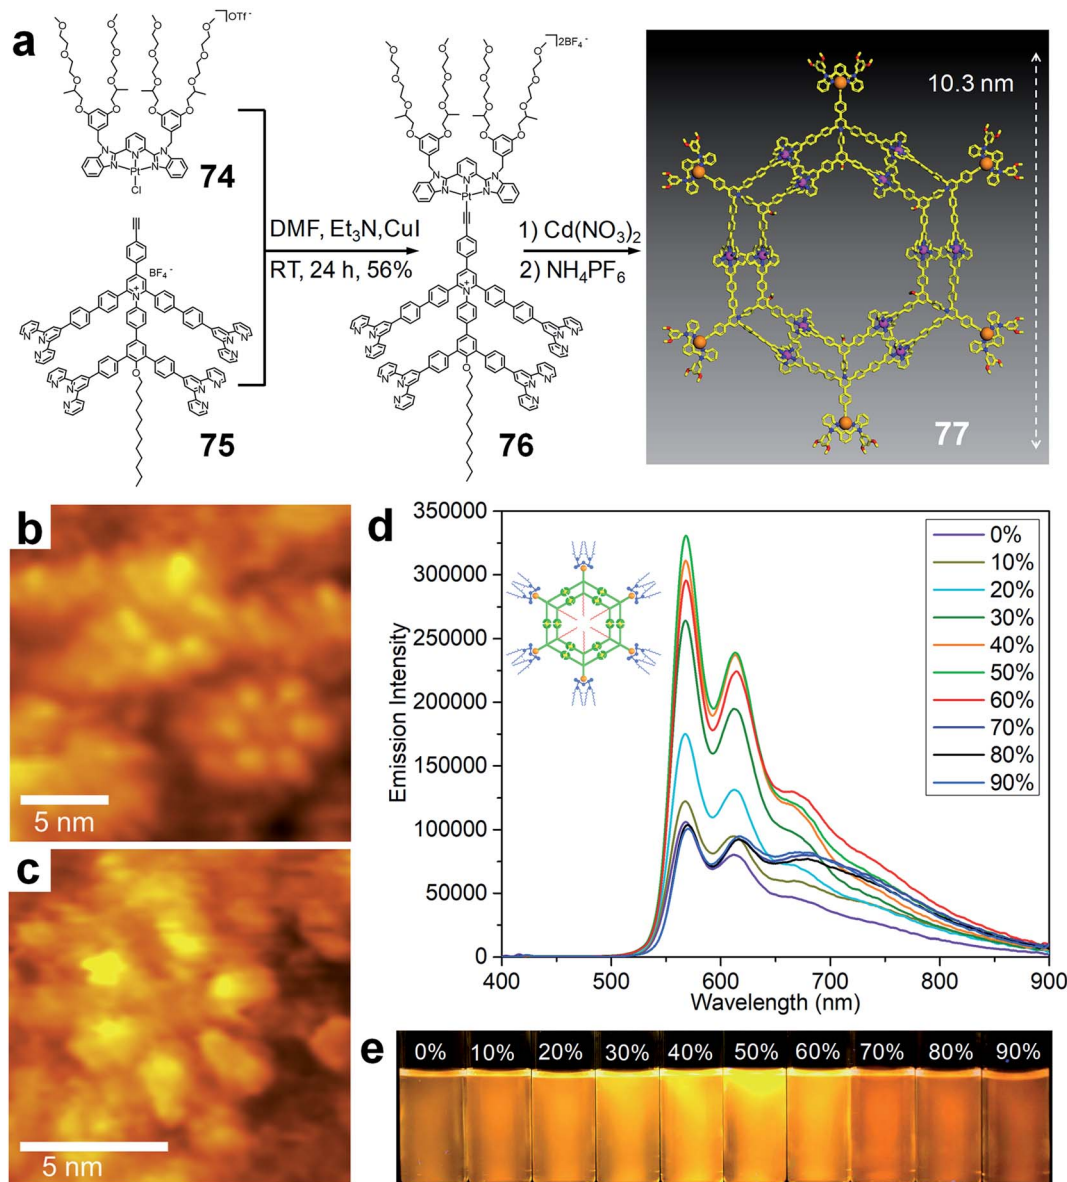 a
]OTf⁻
74
Pt
Cl
BF₄⁻
75
DMF, Et₃N,CuI
RT, 24 h, 56%
]2BF₄⁻
Pt
76
1) Cd(NO₃)₂
2) NH₄PF₆
10.3 nm
77
b
5 nm
c
5 nm
d
Emission Intensity
350000
300000
250000
200000
150000
100000
50000
0
400 500 600 700 800 900
Wavelength (nm)
0%
10%
20%
30%
40%
50%
60%
70%
80%
90%
e
0% 10% 20% 30% 40% 50% 60% 70% 80% 90%